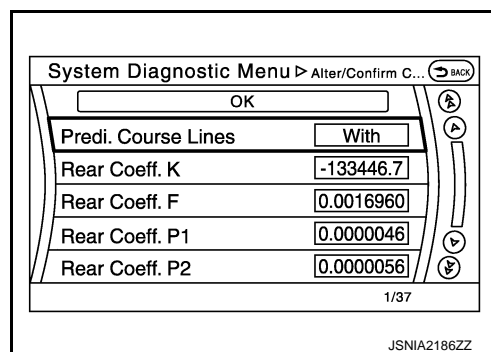 System Diagnostic Menu ▷ Alter/Confirm C... BACK
OK
Predi. Course Lines With
Rear Coeff. K -133446.7
Rear Coeff. F 0.0016960
Rear Coeff. P1 0.0000046
Rear Coeff. P2 0.0000056
1/37
JSNIA2186ZZ